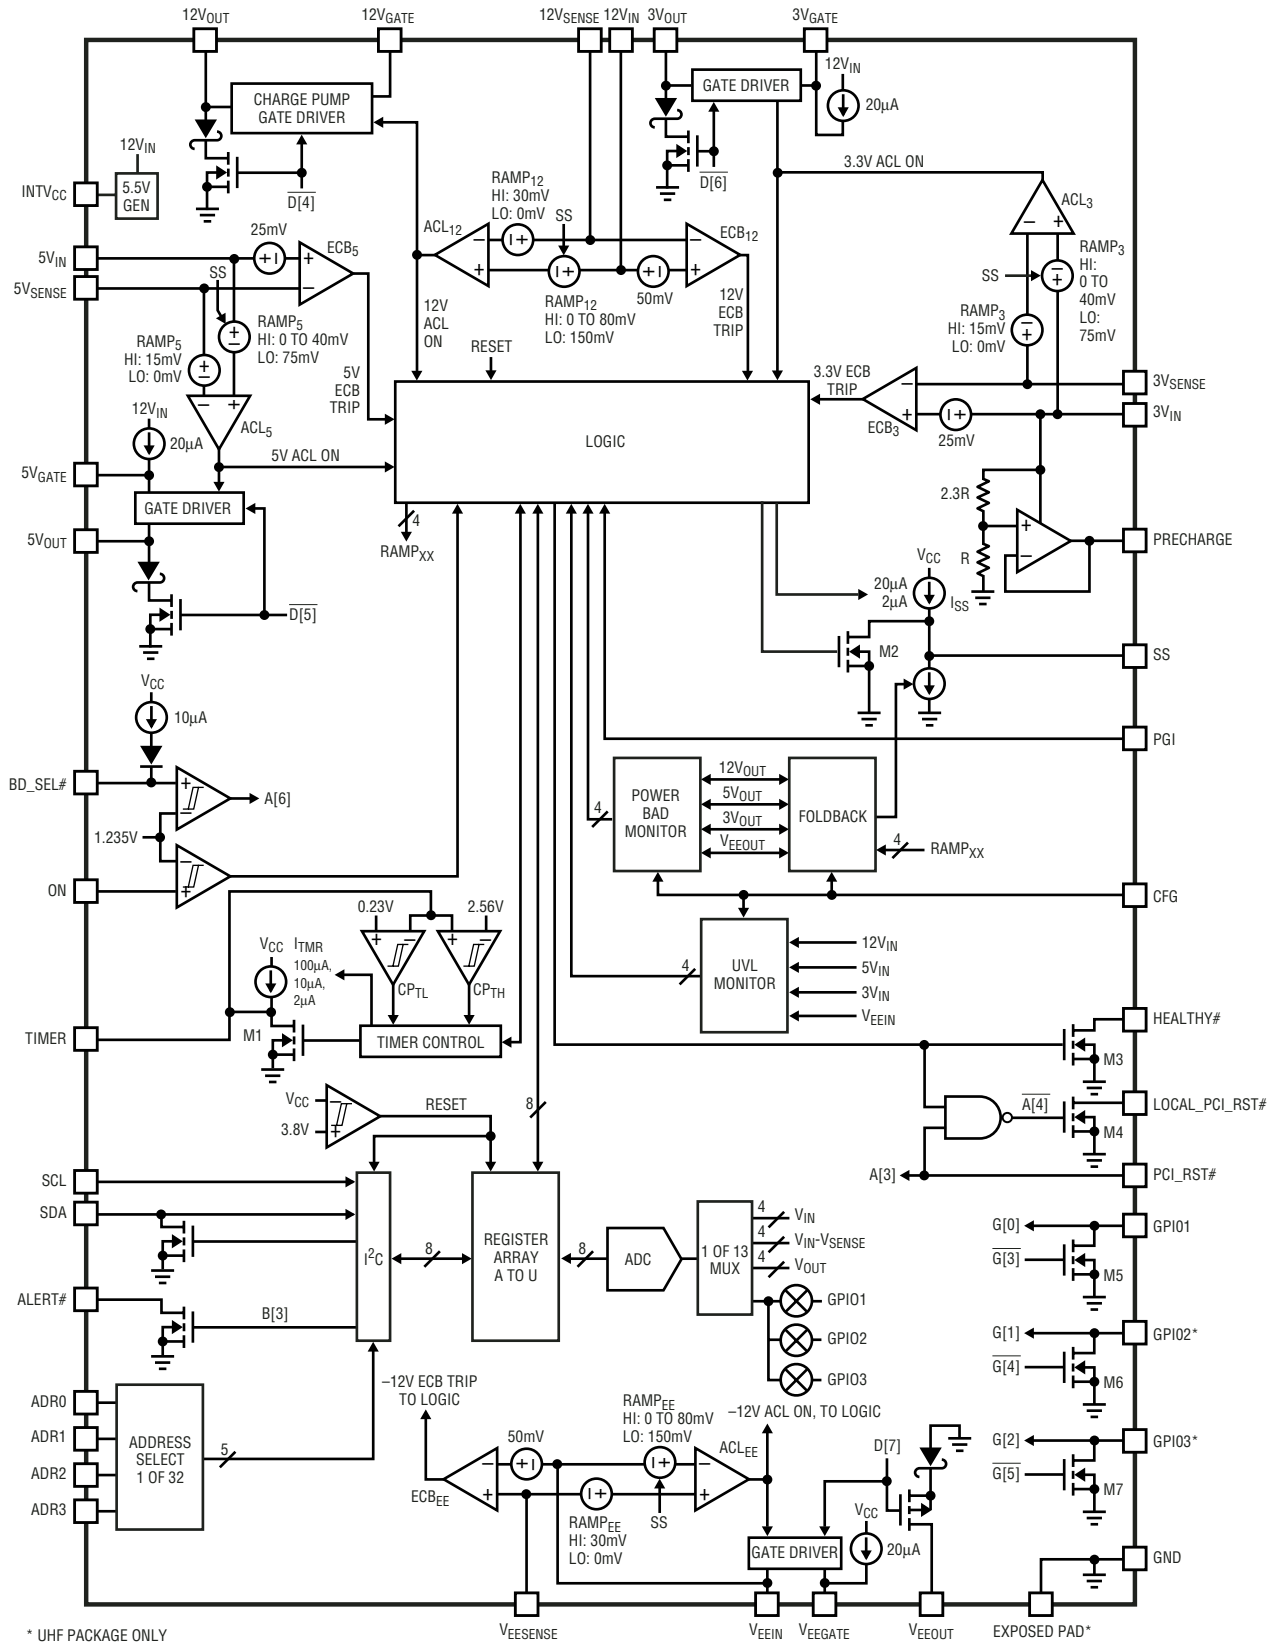 12VOUT
12VGATE
12VSENSE
12VIN
3VOUT
3VGATE
CHARGE PUMP
GATE DRIVER
GATE DRIVER
12VIN
20µA
12VIN
INTVCC
5.5V
GEN
D[4]
D[6]
3.3V ACL ON
RAMP12
HI: 30mV
LO: 0mV
SS
ACL12
ECB12
ACL3
25mV
ECB5
5VIN
SS
5VSENSE
RAMP12
HI: 0 TO 80mV
LO: 150mV
50mV
12V
ACL
ON
12V
ECB
TRIP
SS
RAMP3
HI:
0 TO
40mV
LO:
75mV
RAMP3
HI: 15mV
LO: 0mV
RAMP5
HI: 0 TO 40mV
LO: 75mV
RAMP5
HI: 15mV
LO: 0mV
RESET
5V
ECB
TRIP
3.3V ECB
TRIP
3VSENSE
3VIN
12VIN
20µA
ACL5
LOGIC
ECB3
25mV
5V ACL ON
5VGATE
GATE DRIVER
5VOUT
4
RAMPXX
2.3R
R
PRECHARGE
VCC
20µA
2µA
ISS
D[5]
M2
SS
VCC
10µA
PGI
BD_SEL#
A[6]
1.235V
ON
12VOUT
5VOUT
3VOUT
VEEOUT
POWER
BAD
MONITOR
FOLDBACK
4
4
RAMPXX
CFG
0.23V
2.56V
VCC
ITMR
100µA,
10µA,
2µA
CPTL
CPTH
4
UVL
MONITOR
12VIN
5VIN
3VIN
VEEIN
TIMER
M1
TIMER CONTROL
HEALTHY#
M3
VCC
3.8V
RESET
8
A[4]
LOCAL_PCI_RST#
M4
A[3]
PCI_RST#
SCL
SDA
I2C
8
REGISTER
ARRAY
A TO U
8
ADC
1 OF 13
MUX
4
VIN
4
VIN-VSENSE
4
VOUT
GPIO1
GPIO2
GPIO3
G[0]
GPIO1
G[3]
M5
ALERT#
B[3]
G[1]
GPIO2*
G[4]
M6
ADR0
ADR1
ADR2
ADR3
ADDRESS
SELECT
1 OF 32
5
–12V ECB TRIP
TO LOGIC
RAMPEE
HI: 0 TO 80mV
LO: 150mV
–12V ACL ON, TO LOGIC
50mV
ACLEE
D[7]
G[2]
GPIO3*
G[5]
M7
ECBEE
RAMPEE
HI: 30mV
LO: 0mV
SS
VCC
20µA
GATE DRIVER
GND
VEESENSE
VEEIN
VEEGATE
VEEOUT
EXPOSED PAD*
* UHF PACKAGE ONLY